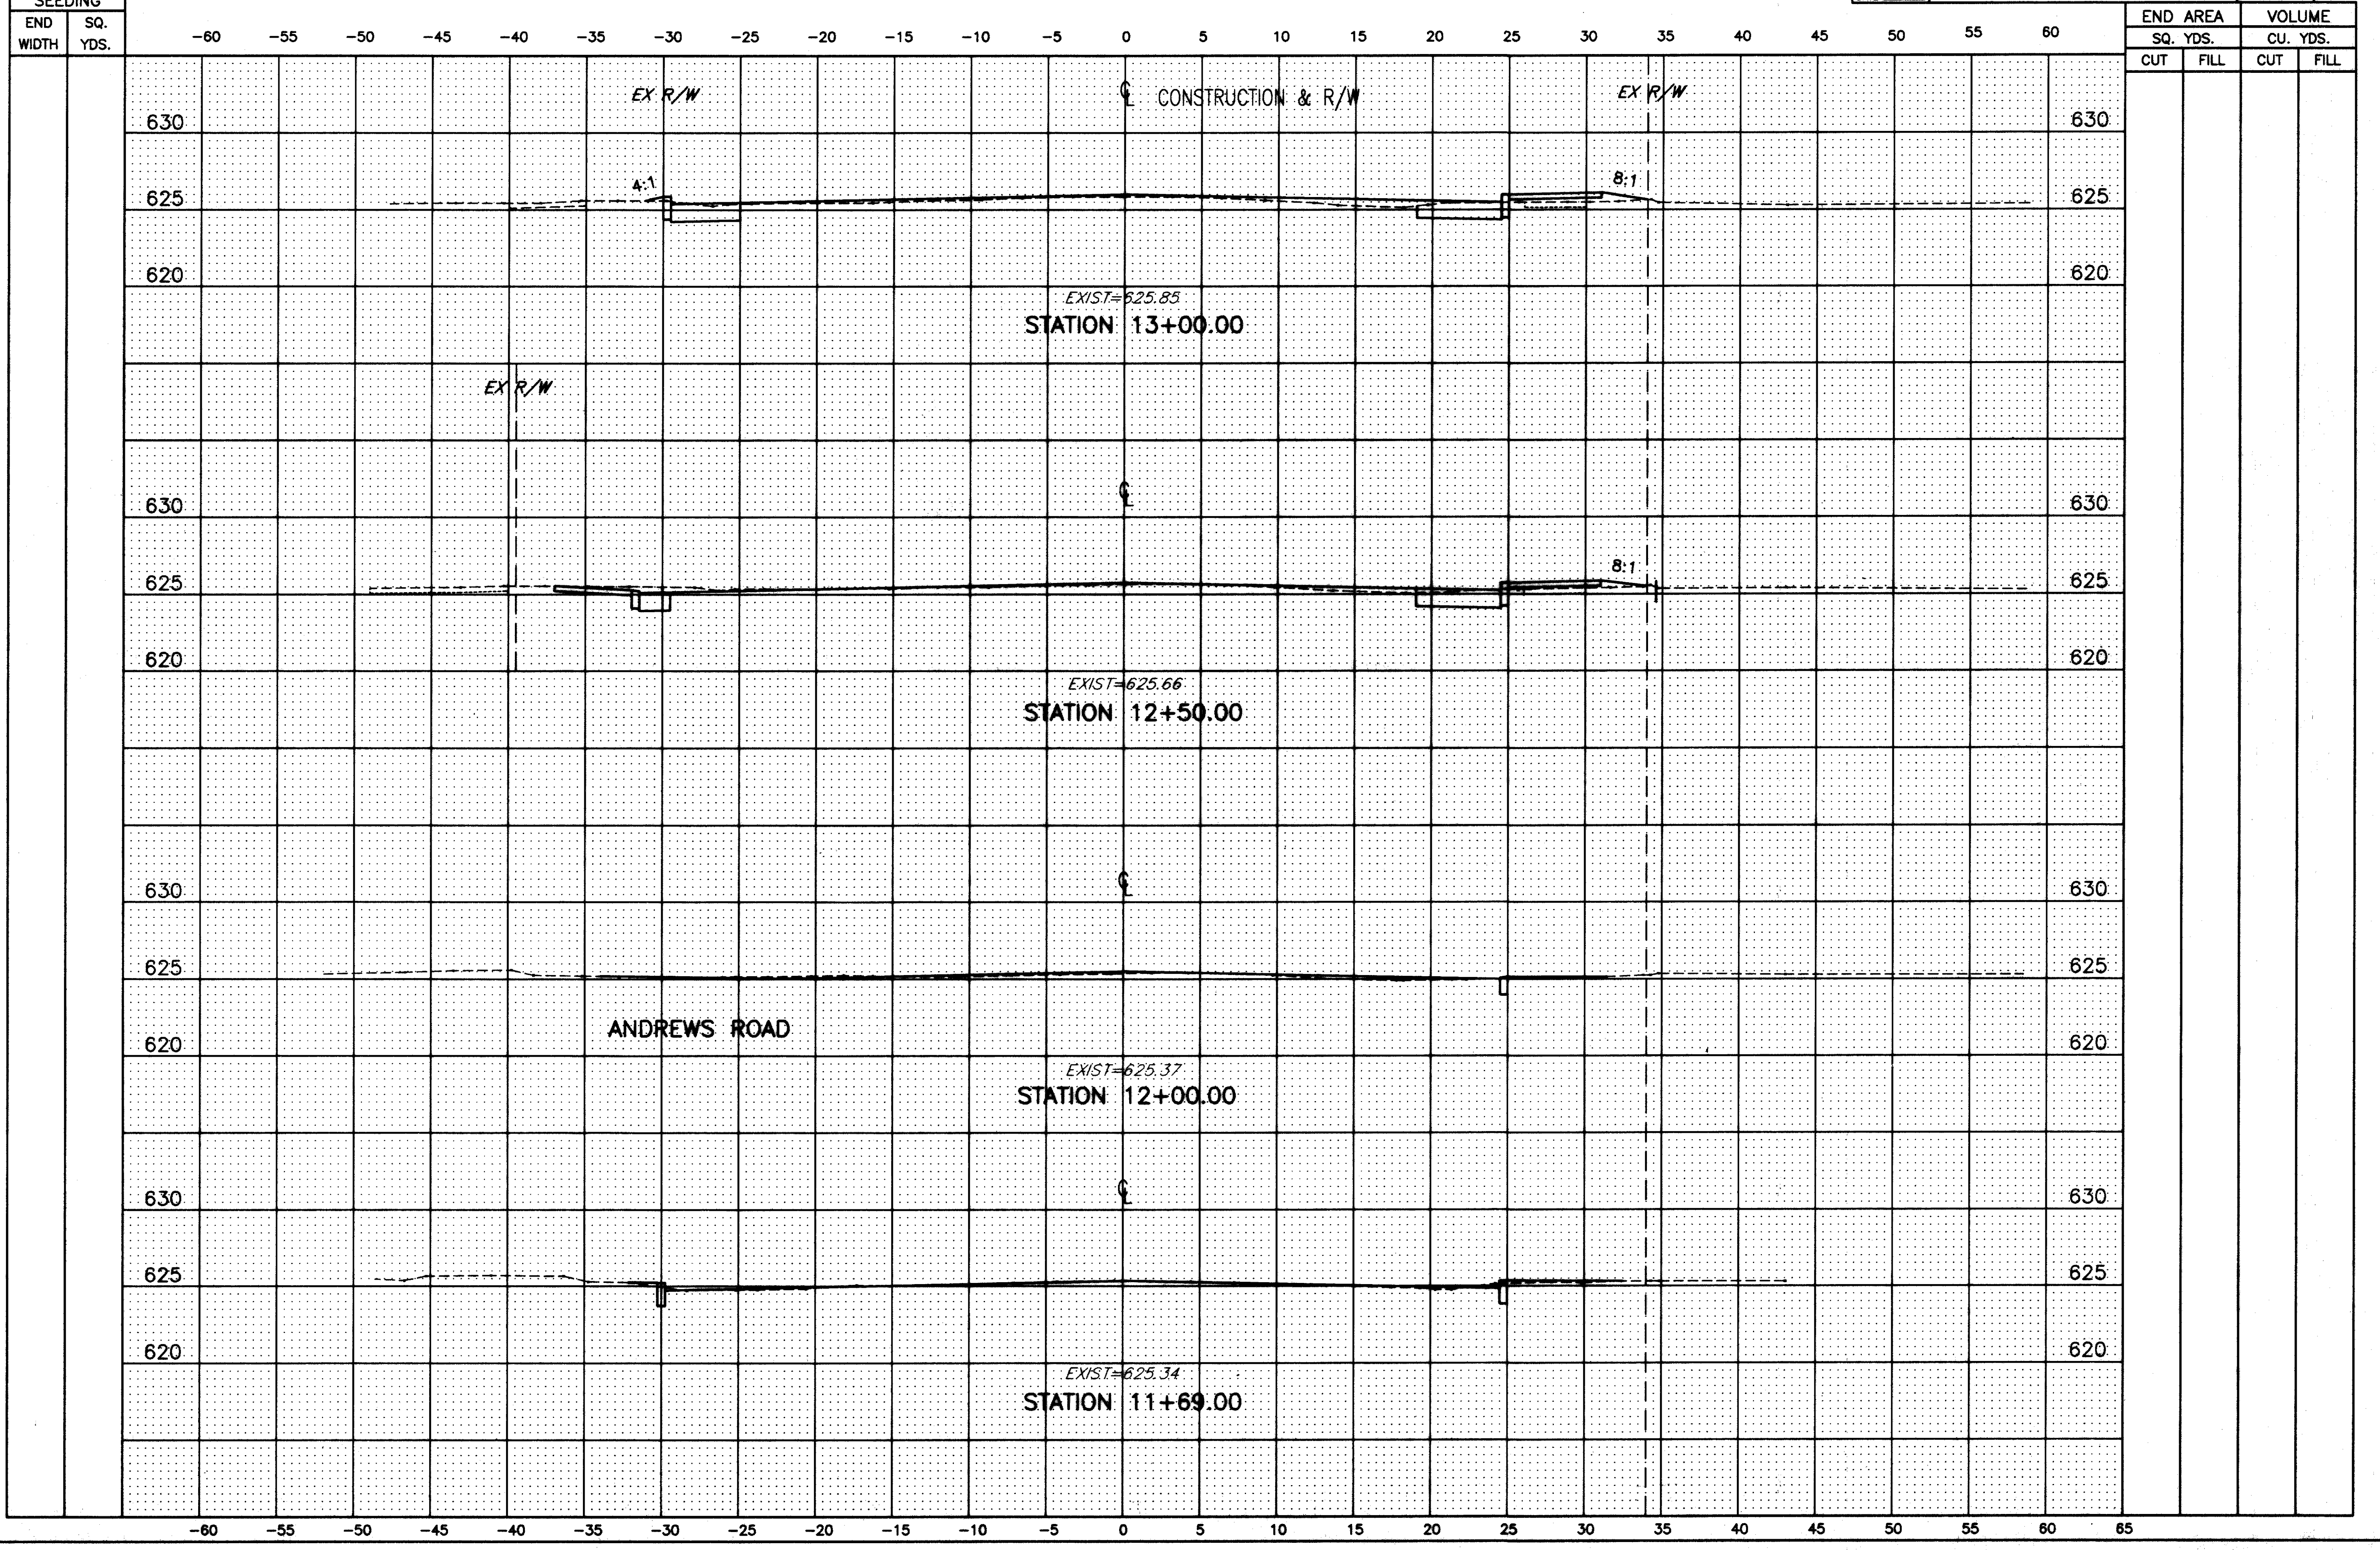 SEEDING
END SQ. -60 -55 -50 -45 -40 -35 -30 -25 -20 -15 -10 -5 0 5 10 15 20 25 30 35 40 45 50 55 60 END AREA VOLUME
WIDTH YDS. SQ. YDS. CU. YDS.
CUT FILL CUT FILL
EX R/W ℄ CONSTRUCTION & R/W EX R/W
630 630
4:1 8:1
625 625
620 620
EXIST=625.85
STATION 13+00.00
EX R/W
℄
630 630
8:1
625 625
620 620
EXIST=625.66
STATION 12+50.00
℄
630 630
625 625
ANDREWS ROAD
620 620
EXIST=625.37
STATION 12+00.00
℄
630 630
625 625
620 620
EXIST=625.34
STATION 11+69.00
-60 -55 -50 -45 -40 -35 -30 -25 -20 -15 -10 -5 0 5 10 15 20 25 30 35 40 45 50 55 60 65